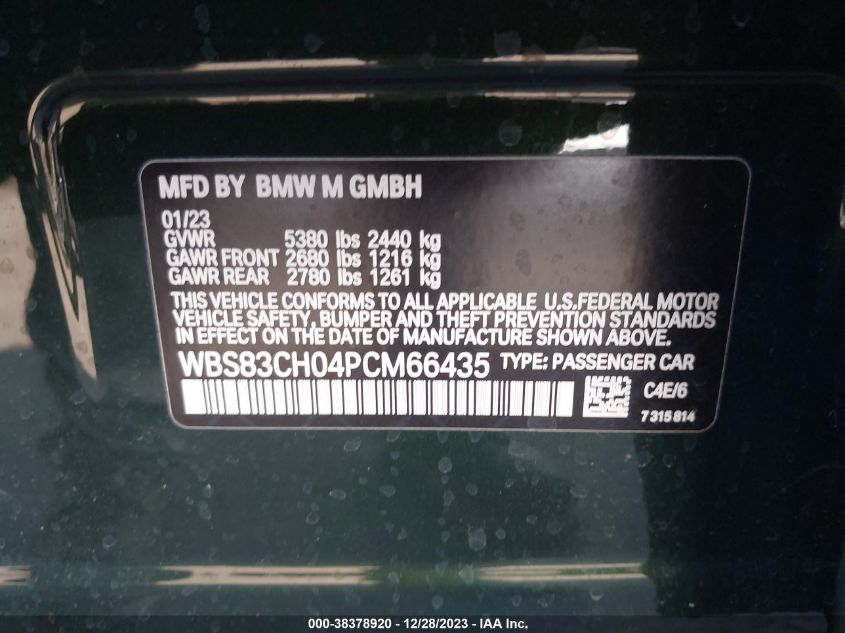 MFD BY BMW M GMBH
01/23
GVWR 5380 lbs 2440 kg
GAWR FRONT 2680 lbs 1216 kg
GAWR REAR 2780 lbs 1261 kg
THIS VEHICLE CONFORMS TO ALL APPLICABLE U.S.FEDERAL MOTOR
VEHICLE SAFETY, BUMPER AND THEFT PREVENTION STANDARDS
IN EFFECT ON THE DATE OF MANUFACTURE SHOWN ABOVE.
WBS83CH04PCM66435 TYPE: PASSENGER CAR
C4E/6
7315814
000-38378920 – 12/28/2023 – IAA Inc.